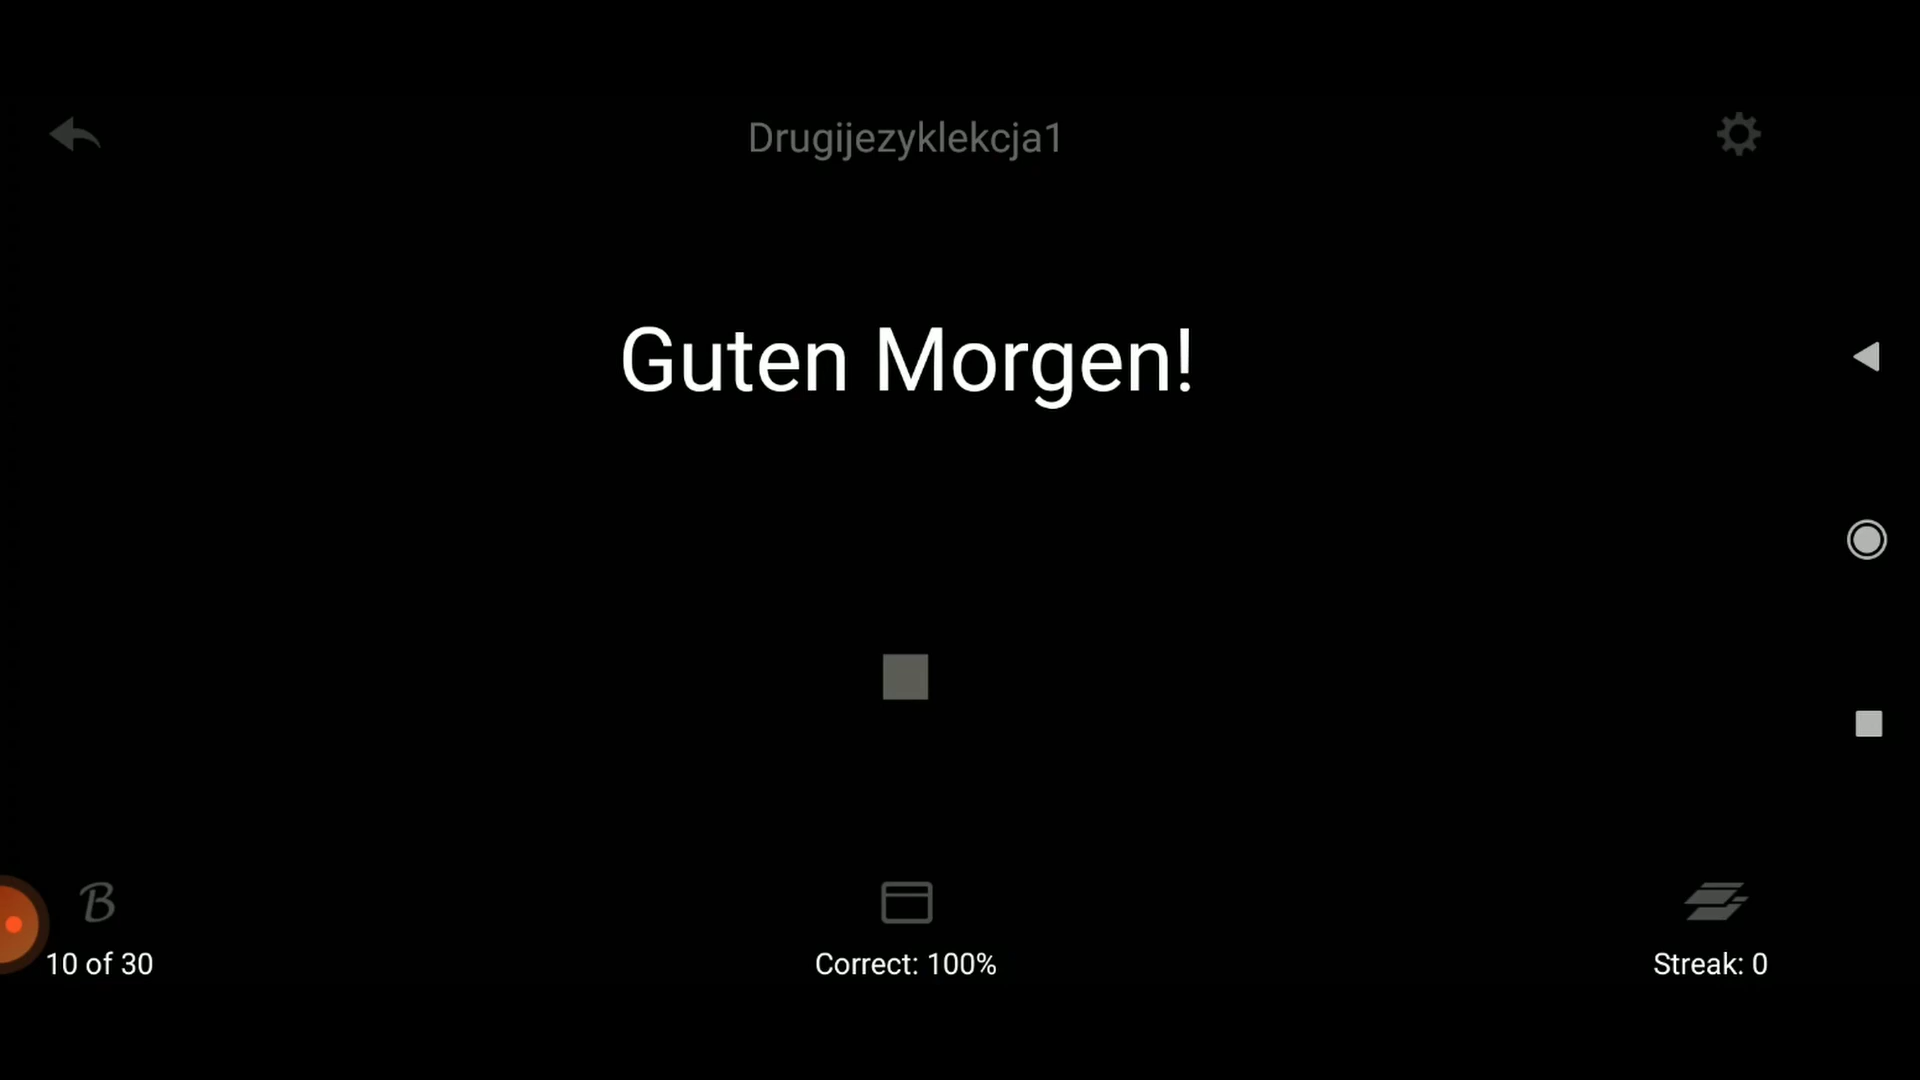 Drugijezyklekcja1
Guten Morgen!
B
10 of 30
Correct: 100%
Streak: 0